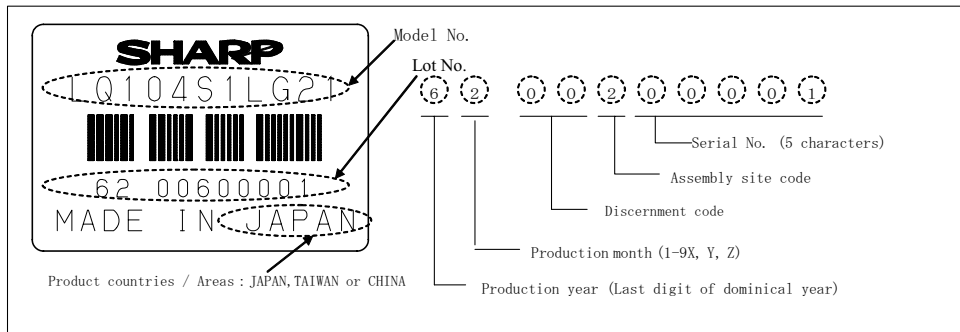 SHARP
LQ104S1LG21
62 00600001
MADE IN JAPAN
Product countries / Areas : JAPAN, TAIWAN or CHINA
Model No.
Lot No.
6 2 0 0 2 0 0 0 0 1
Serial No. (5 characters)
Assembly site code
Discernment code
Production month (1-9X, Y, Z)
Production year (Last digit of dominical year)